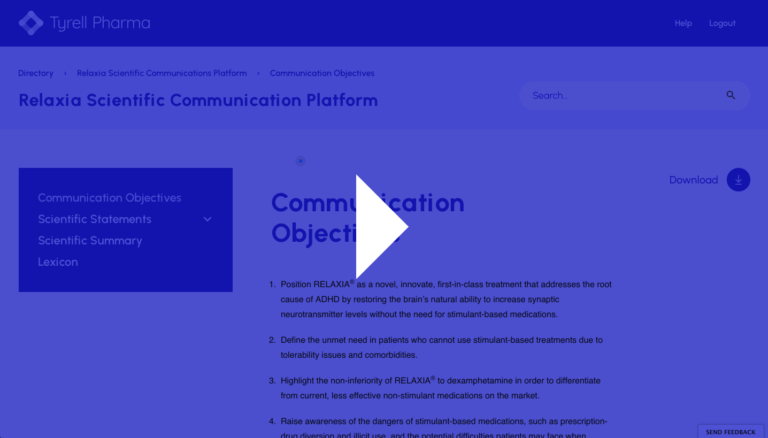 Tyrell Pharma
Help Logout
Directory › Relaxia Scientific Communications Platform › Communication Objectives
Relaxia Scientific Communication Platform
Search..
Communication Objectives
Scientific Statements
Scientific Summary
Lexicon
Download
Communication
Objectives
1. Position RELAXIA® as a novel, innovate, first-in-class treatment that addresses the root
cause of ADHD by restoring the brain's natural ability to increase synaptic
neurotransmitter levels without the need for stimulant-based medications.
2. Define the unmet need in patients who cannot use stimulant-based treatments due to
tolerability issues and comorbidities.
3. Highlight the non-inferiority of RELAXIA® to dexamphetamine in order to differentiate
from current, less effective non-stimulant medications on the market.
4. Raise awareness of the dangers of stimulant-based medications, such as prescription-
drug diversion and illicit use, and the potential difficulties patients may face when
SEND FEEDBACK